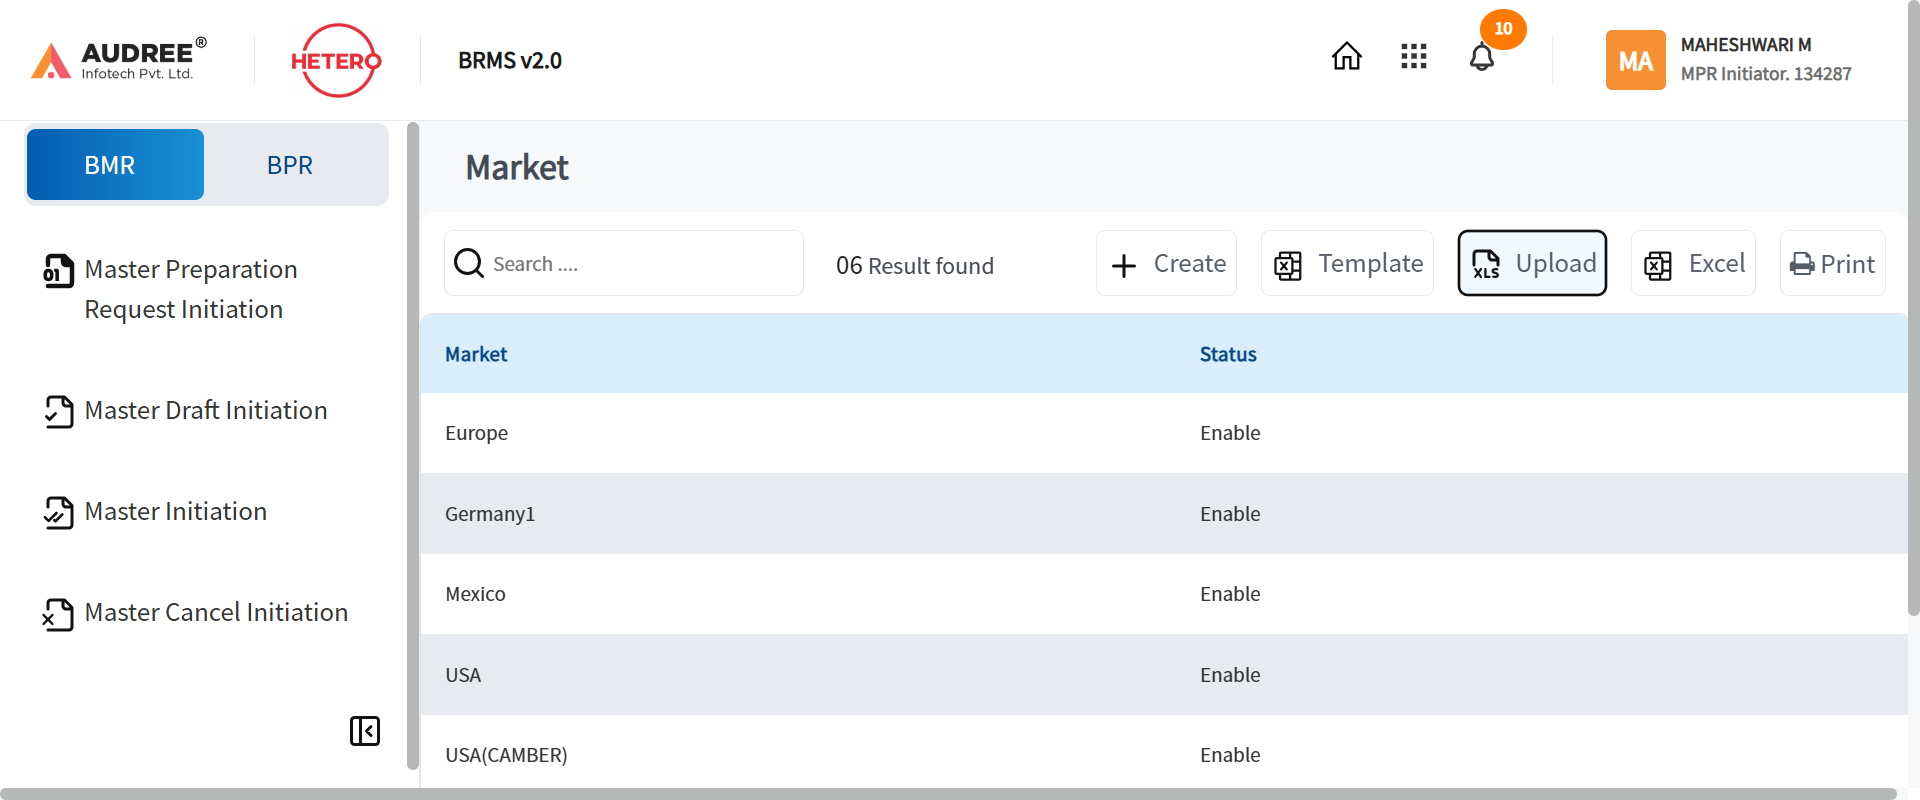 AUDREE®
Infotech Pvt. Ltd.
HETERO
BRMS v2.0
10
MA
MAHESHWARI M
MPR Initiator. 134287
BMR
BPR
Master Preparation
Request Initiation
Master Draft Initiation
Master Initiation
Master Cancel Initiation
Market
Search ....
06 Result found
Create
Template
XLS
Upload
Excel
Print
Market Status
Europe Enable
Germany1 Enable
Mexico Enable
USA Enable
USA(CAMBER) Enable